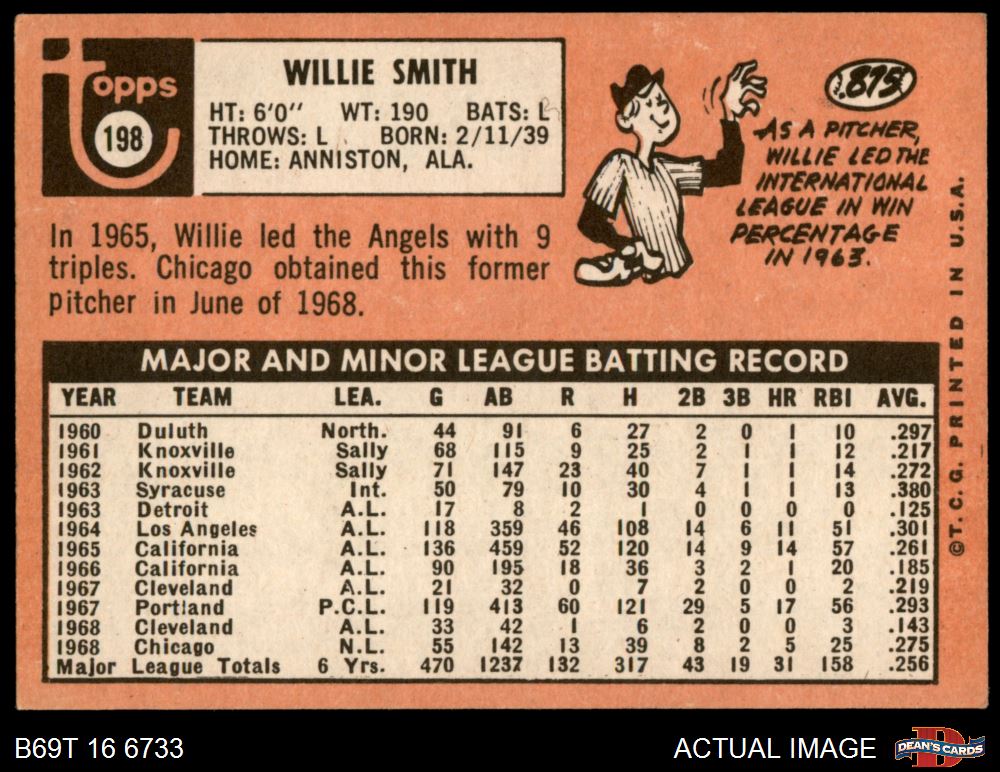 Topps
198
WILLIE SMITH
HT: 6'0" WT: 190 BATS: L
THROWS: L BORN: 2/11/39
HOME: ANNISTON, ALA.
.875
AS A PITCHER,
WILLIE LED THE
INTERNATIONAL
LEAGUE IN WIN
PERCENTAGE
IN 1963.
In 1965, Willie led the Angels with 9
triples. Chicago obtained this former
pitcher in June of 1968.
©T.C.G. PRINTED IN U.S.A.
MAJOR AND MINOR LEAGUE BATTING RECORD
YEAR TEAM LEA. G AB R H 2B 3B HR RBI AVG.
1960 Duluth North. 44 91 6 27 2 0 1 10 .297
1961 Knoxville Sally 68 115 9 25 2 1 1 12 .217
1962 Knoxville Sally 71 147 23 40 7 1 1 14 .272
1963 Syracuse Int. 50 79 10 30 4 1 1 13 .380
1963 Detroit A.L. 17 8 2 1 0 0 0 0 .125
1964 Los Angeles A.L. 118 359 46 108 14 6 11 51 .301
1965 California A.L. 136 459 52 120 14 9 14 57 .261
1966 California A.L. 90 195 18 36 3 2 1 20 .185
1967 Cleveland A.L. 21 32 0 7 2 0 0 2 .219
1967 Portland P.C.L. 119 413 60 121 29 5 17 56 .293
1968 Cleveland A.L. 33 42 1 6 2 0 0 3 .143
1968 Chicago N.L. 55 142 13 39 8 2 5 25 .275
Major League Totals 6 Yrs. 470 1237 132 317 43 19 31 158 .256
B69T 16 6733
ACTUAL IMAGE
D
DEAN'S CARDS